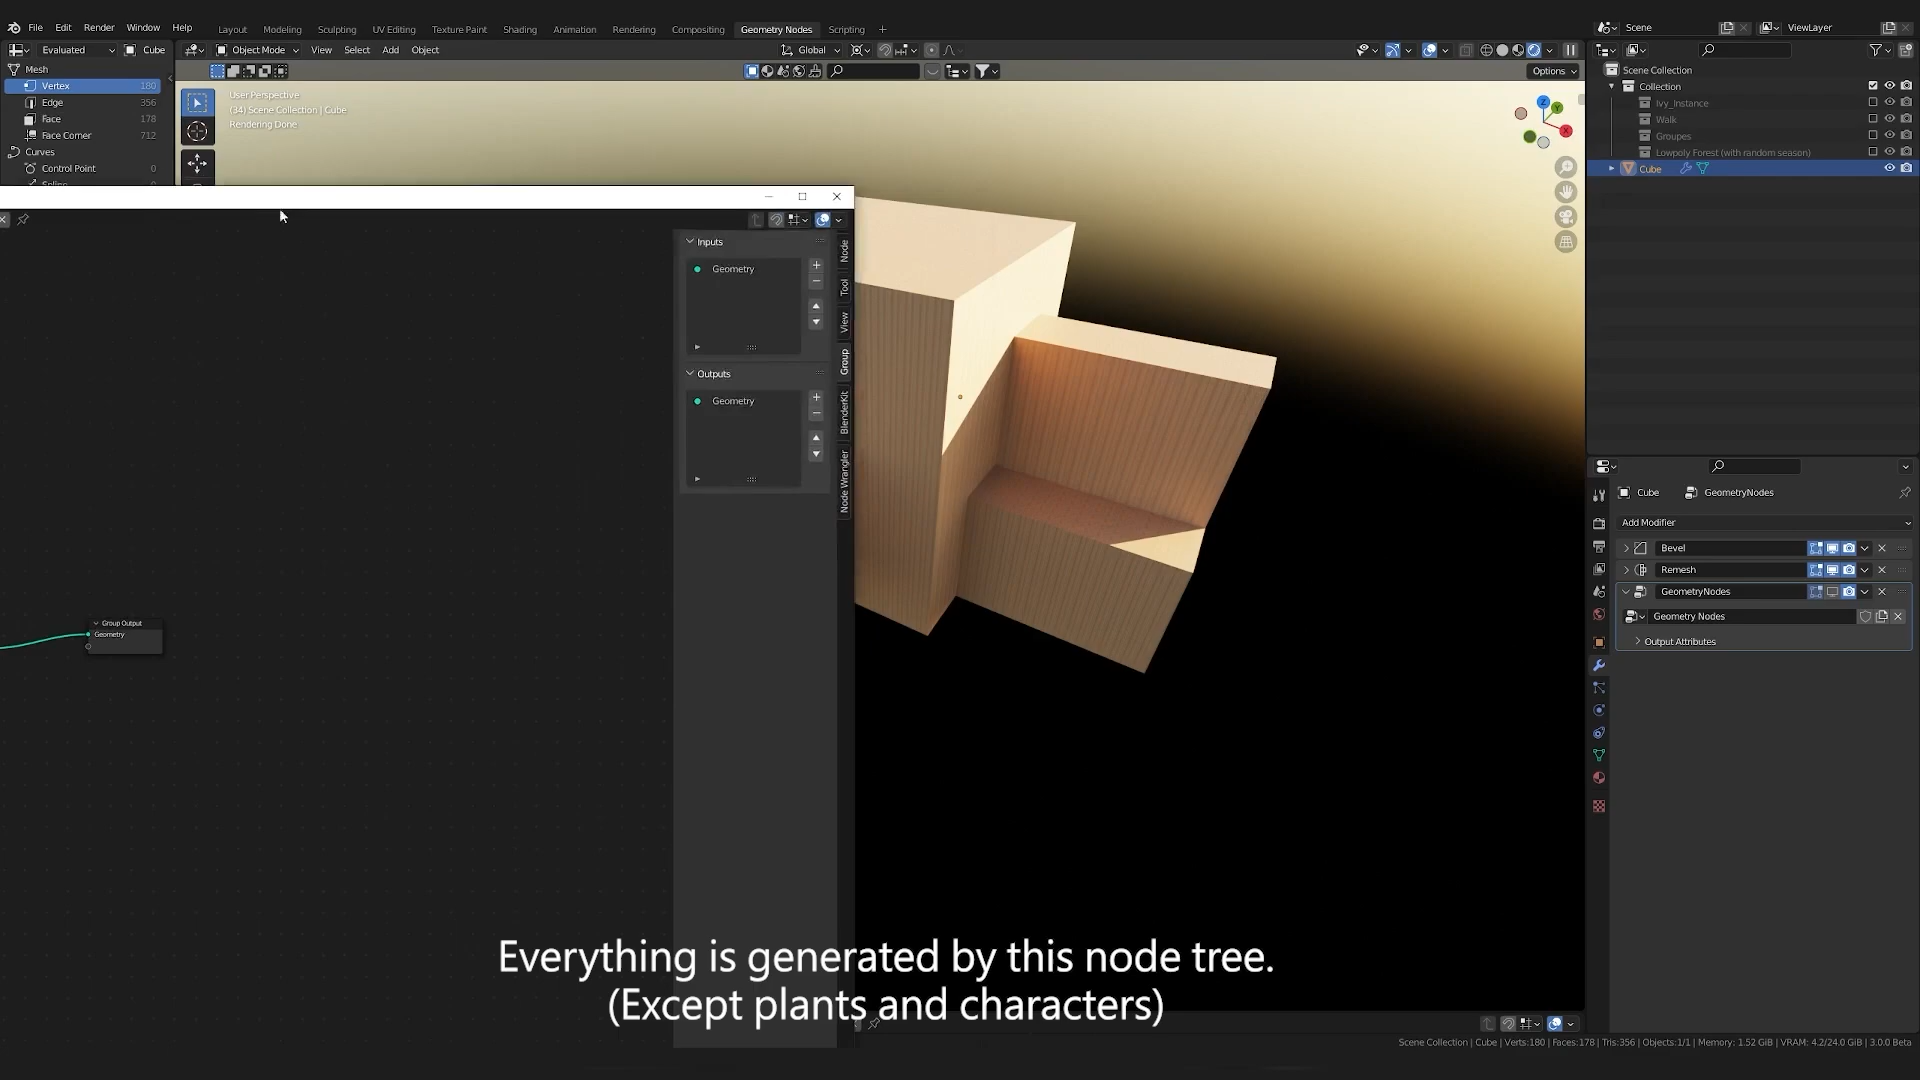 File Edit Render Window Help
Layout Modeling Sculpting UV Editing Texture Paint Shading Animation Rendering Compositing Geometry Nodes Scripting +
Scene
ViewLayer
Evaluated
Cube
Object Mode
View Select Add Object
Global
Options
Mesh
Vertex 180
Edge 356
Face 178
Face Corner 712
Curves
Control Point 0
Spline
User Perspective
(34) Scene Collection | Cube
Rendering Done
Z
Y
X
Scene Collection
Collection
Ivy_Instance
Walk
Groupes
Lowpoly Forest (with random season)
Cube
Inputs
Geometry
Outputs
Geometry
Node
Tool
View
Group
BlenderKit
Node Wrangler
Group Output
Geometry
Cube
GeometryNodes
Add Modifier
Bevel
Remesh
GeometryNodes
Geometry Nodes
Output Attributes
Everything is generated by this node tree.
(Except plants and characters)
Scene Collection | Cube | Verts:180 | Faces:178 | Tris:356 | Objects:1/1 | Memory: 1.52 GiB | VRAM: 4.2/24.0 GiB | 3.0.0 Beta